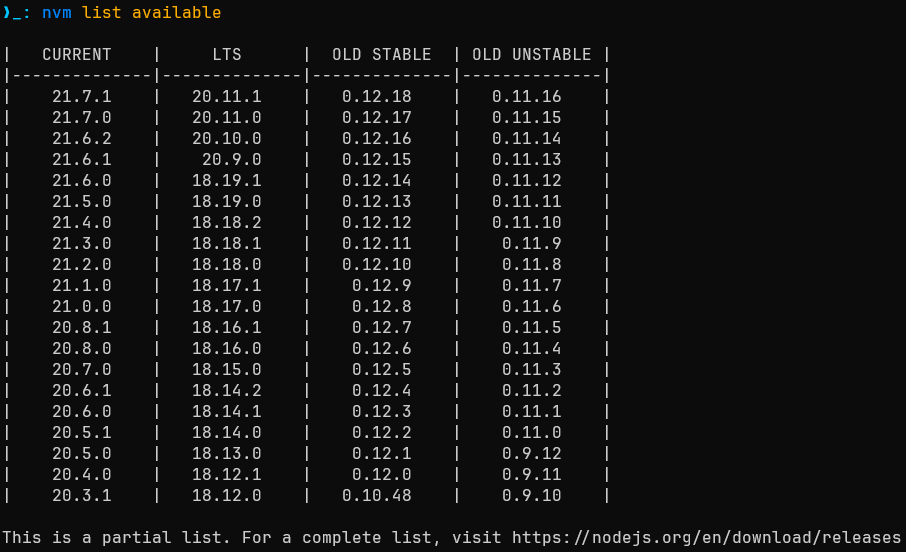 ❯_: nvm list available
|   CURRENT    |     LTS      |  OLD STABLE  | OLD UNSTABLE |
|--------------|--------------|--------------|--------------|
|    21.7.1    |   20.11.1    |   0.12.18    |   0.11.16    |
|    21.7.0    |   20.11.0    |   0.12.17    |   0.11.15    |
|    21.6.2    |   20.10.0    |   0.12.16    |   0.11.14    |
|    21.6.1    |    20.9.0    |   0.12.15    |   0.11.13    |
|    21.6.0    |   18.19.1    |   0.12.14    |   0.11.12    |
|    21.5.0    |   18.19.0    |   0.12.13    |   0.11.11    |
|    21.4.0    |   18.18.2    |   0.12.12    |   0.11.10    |
|    21.3.0    |   18.18.1    |   0.12.11    |    0.11.9    |
|    21.2.0    |   18.18.0    |   0.12.10    |    0.11.8    |
|    21.1.0    |   18.17.1    |    0.12.9    |    0.11.7    |
|    21.0.0    |   18.17.0    |    0.12.8    |    0.11.6    |
|    20.8.1    |   18.16.1    |    0.12.7    |    0.11.5    |
|    20.8.0    |   18.16.0    |    0.12.6    |    0.11.4    |
|    20.7.0    |   18.15.0    |    0.12.5    |    0.11.3    |
|    20.6.1    |   18.14.2    |    0.12.4    |    0.11.2    |
|    20.6.0    |   18.14.1    |    0.12.3    |    0.11.1    |
|    20.5.1    |   18.14.0    |    0.12.2    |    0.11.0    |
|    20.5.0    |   18.13.0    |    0.12.1    |    0.9.12    |
|    20.4.0    |   18.12.1    |    0.12.0    |    0.9.11    |
|    20.3.1    |   18.12.0    |   0.10.48    |    0.9.10    |
This is a partial list. For a complete list, visit https://nodejs.org/en/download/releases